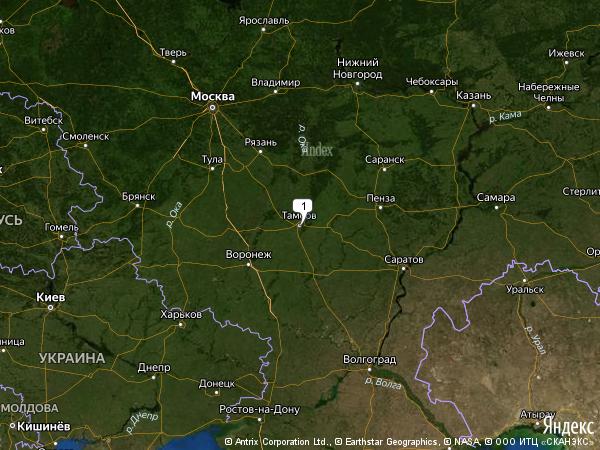 Ярославль
Тверь
Ижевск
Нижний
Новгород
Владимир
Чебоксары
Набережные
Челны
Москва
Казань
р. Кама
Витебск
Смоленск
Рязань
р. Ока
Andex
Тула
Саранск
Стерлит
Брянск
р. Ока
Пенза
Самара
1
Тамбов
УСЬ
Гомель
Воронеж
Саратов
Уральск
Киев
Харьков
р. Урал
УКРАИНА
Волгоград
Днепр
р. Волга
Донецк
МОЛДОВА
р. Днепр
Ростов-на-Дону
Атырау
Кишинёв
Яндекс
© Antrix Corporation Ltd., © Earthstar Geographics, © NASA, © ООО ИТЦ «СКАНЭКС»